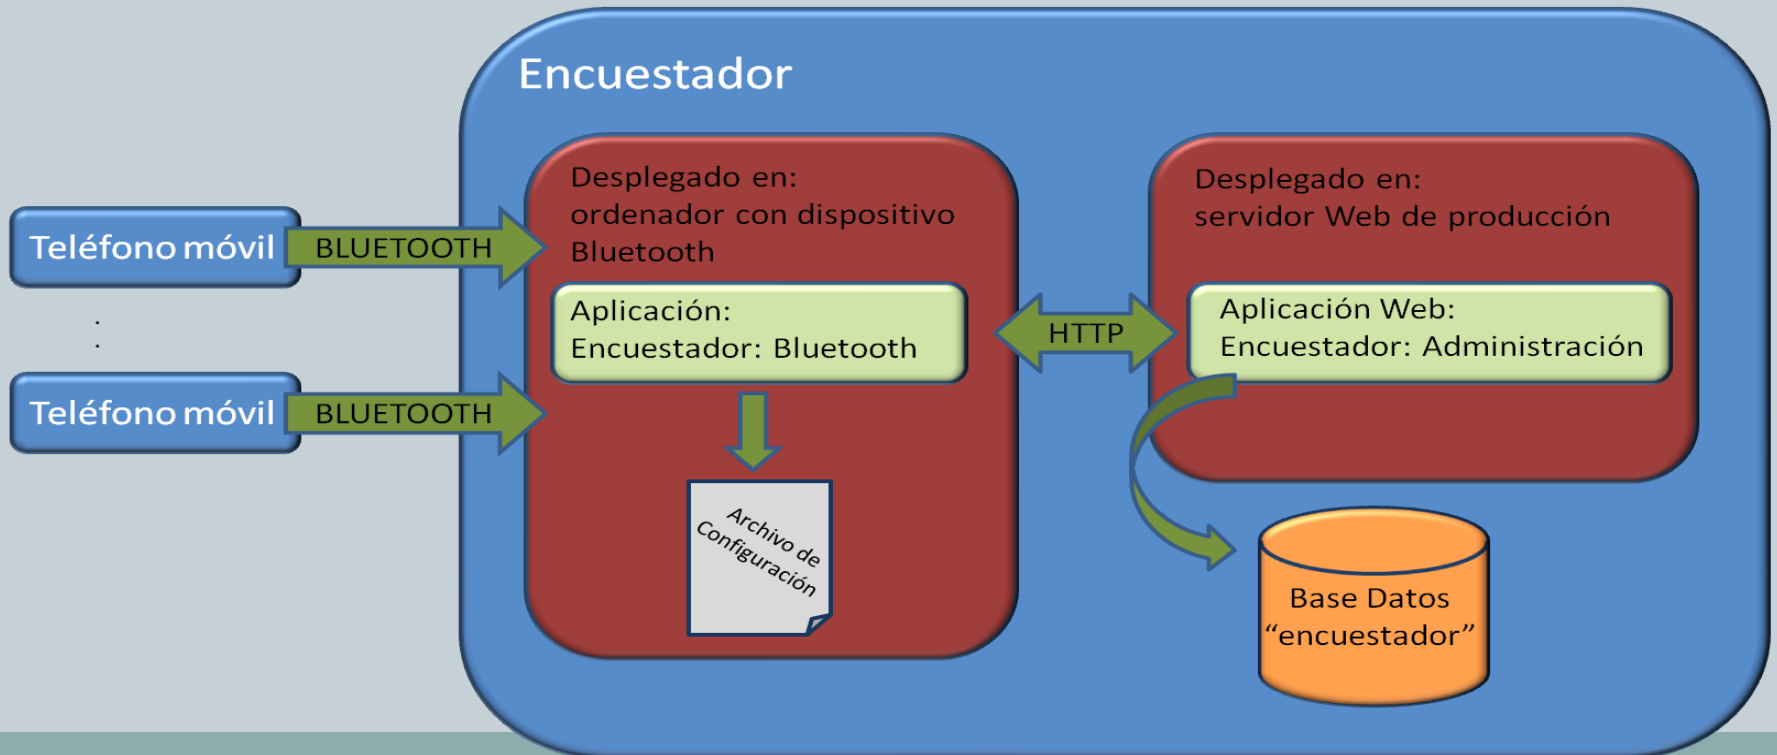 Encuestador
Teléfono móvil
BLUETOOTH
.
.
Teléfono móvil
BLUETOOTH
Desplegado en:
ordenador con dispositivo
Bluetooth
Aplicación:
Encuestador: Bluetooth
Archivo de
Configuración
HTTP
Desplegado en:
servidor Web de producción
Aplicación Web:
Encuestador: Administración
Base Datos
“encuestador”